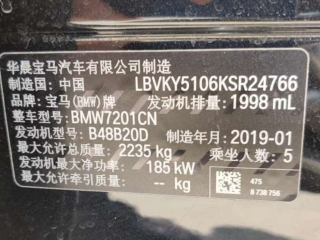 华晨宝马汽车有限公司制造
制造国：中国 LBVKY5106KSR24766
品牌：宝马(BMW)牌 发动机排量：1998 mL
整车型号：BMW7201CN
发动机型号：B48B20D 制造年月：2019-01
最大允许总质量：2235 kg 乘坐人数：5
发动机最大净功率：185 kW
最大允许牵引质量： -- kg
475
8 738 756